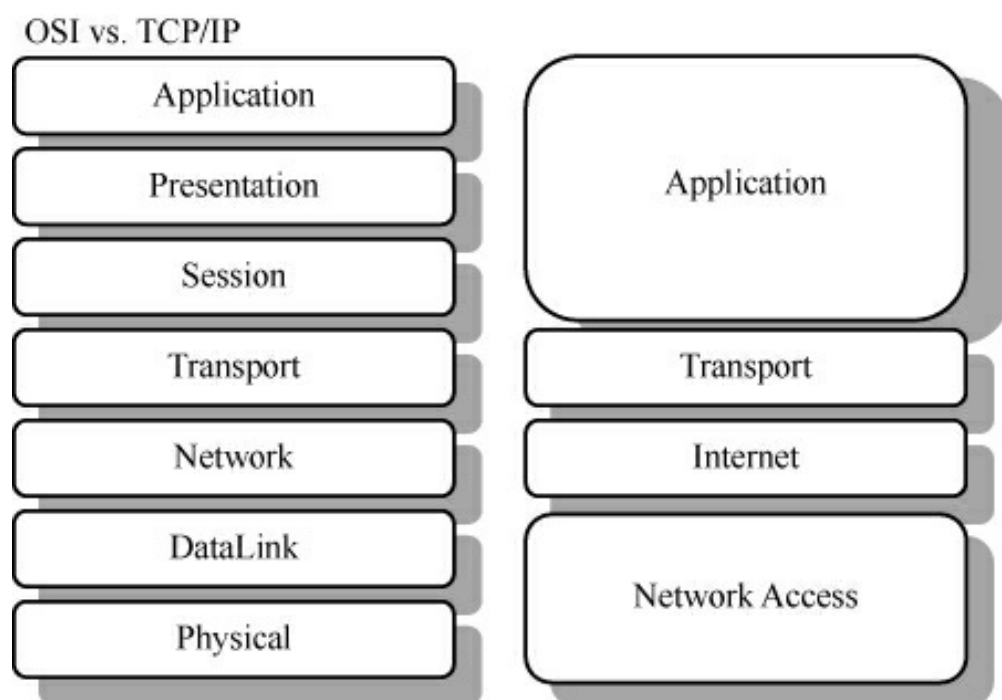 OSI vs. TCP/IP
Application
Presentation
Session
Transport
Network
DataLink
Physical
Application
Transport
Internet
Network Access